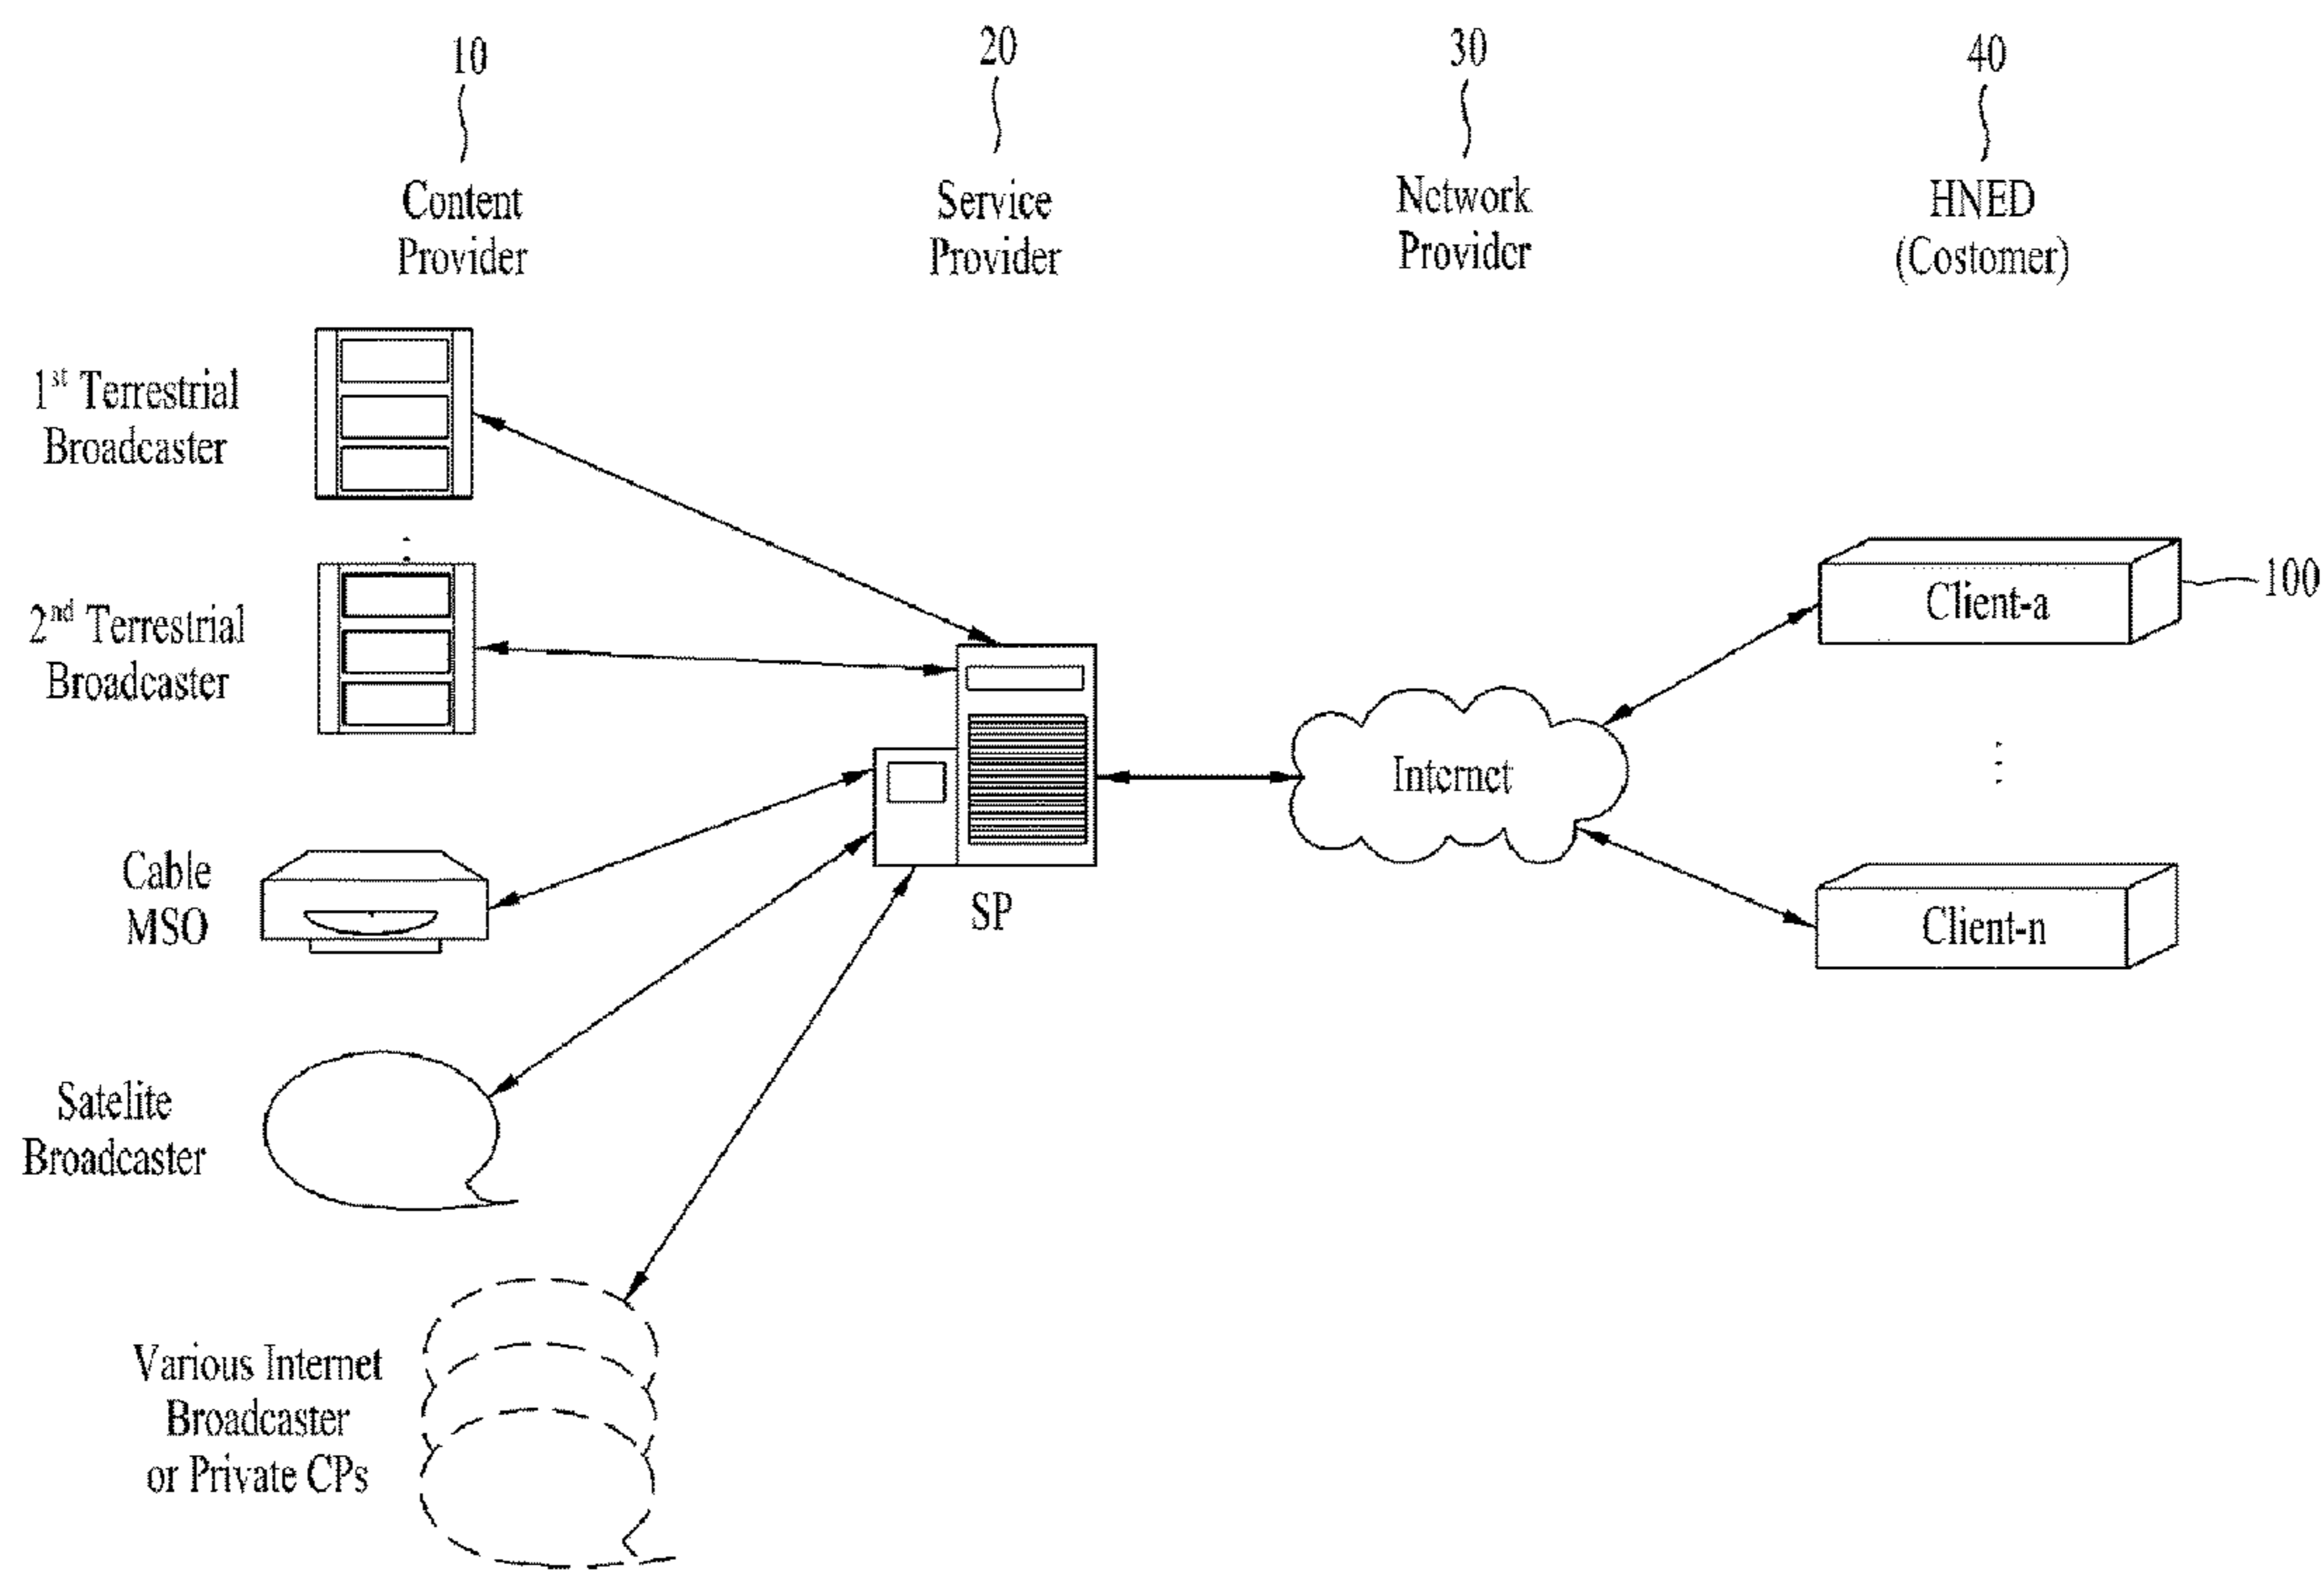 10
20
30
40
Content
Provider
Service
Provider
Network
Provider
HNED
(Costomer)
1st Terrestrial
Broadcaster
2nd Terrestrial
Broadcaster
Cable
MSO
Satelite
Broadcaster
Various Internet
Broadcaster
or Private CPs
SP
Internet
Client-a
100
Client-n